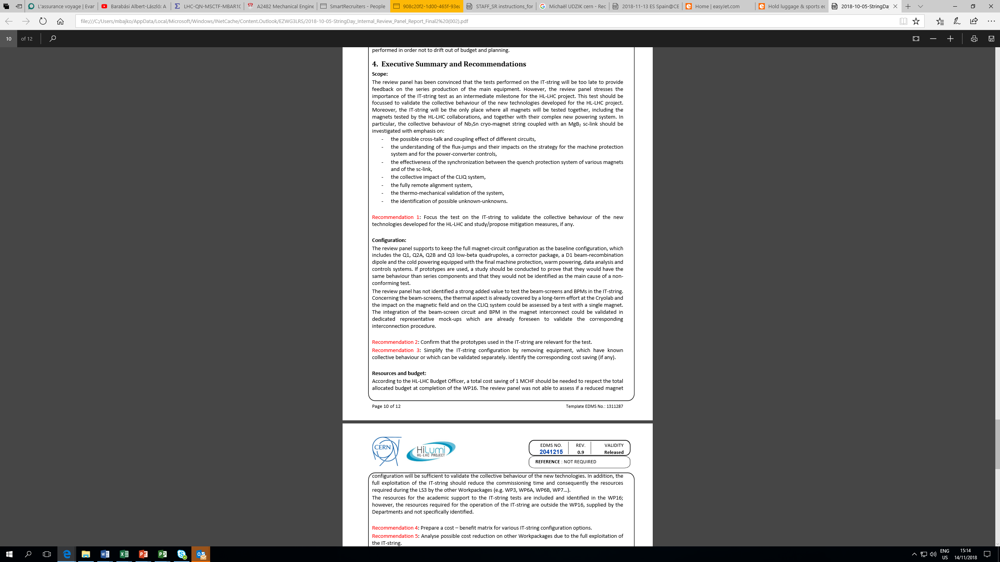 L'assurance voyage | Evan
Barabási Albert-László: A
LHC-QN-MSCTF-MBAR10
A2482 Mechanical Engine
SmartRecruiters - People
908c20f2-1d00-465f-93ea
STAFF_SR instructions_for
Michaël UDZIK cern - Rec
2018-11-13 ES Spain@CE
Home | easyJet.com
Hold luggage & sports ec
2018-10-05-StringDa
file:///C:/Users/mbajko/AppData/Local/Microsoft/Windows/INetCache/Content.Outlook/EZWG3LRS/2018-10-05-StringDay_Internal_Review_Panel_Report_Final2%20(002).pdf
10 of 12
performed in order not to drift out of budget and planning.
4. Executive Summary and Recommendations
Scope:
The review panel has been convinced that the tests performed on the IT-string will be too late to provide
feedback on the series production of the main equipment. However, the review panel stresses the
importance of the IT-string test as an intermediate milestone for the HL-LHC project. This test should be
focussed to validate the collective behaviour of the new technologies developed for the HL-LHC project.
Moreover, the IT-string will be the only place where all magnets will be tested together, including the
magnets tested by the HL-LHC collaborations, and together with their complex new powering system. In
particular, the collective behaviour of Nb₃Sn cryo-magnet string coupled with an MgB₂ sc-link should be
investigated with emphasis on:
- the possible cross-talk and coupling effect of different circuits,
- the understanding of the flux-jumps and their impacts on the strategy for the machine protection
system and for the power-converter controls,
- the effectiveness of the synchronization between the quench protection system of various magnets
and of the sc-link,
- the collective impact of the CLIQ system,
- the fully remote alignment system,
- the thermo-mechanical validation of the system,
- the identification of possible unknown-unknowns.
Recommendation 1: Focus the test on the IT-string to validate the collective behaviour of the new
technologies developed for the HL-LHC and study/propose mitigation measures, if any.
Configuration:
The review panel supports to keep the full magnet-circuit configuration as the baseline configuration, which
includes the Q1, Q2A, Q2B and Q3 low-beta quadrupoles, a corrector package, a D1 beam-recombination
dipole and the cold powering equipped with the final machine protection, warm powering, data analysis and
controls systems. If prototypes are used, a study should be conducted to prove that they would have the
same behaviour than series components and that they would not be identified as the main cause of a non-
conforming test.
The review panel has not identified a strong added value to test the beam-screens and BPMs in the IT-string.
Concerning the beam-screens, the thermal aspect is already covered by a long-term effort at the Cryolab and
the impact on the magnetic field and on the CLIQ system could be assessed by a test with a single magnet.
The integration of the beam-screen circuit and BPM in the magnet interconnect could be validated in
dedicated representative mock-ups which are already foreseen to validate the corresponding
interconnection procedure.
Recommendation 2: Confirm that the prototypes used in the IT-string are relevant for the test.
Recommendation 3: Simplify the IT-string configuration by removing equipment, which have known
collective behaviour or which can be validated separately. Identify the corresponding cost saving (if any).
Resources and budget:
According to the HL-LHC Budget Officer, a total cost saving of 1 MCHF should be needed to respect the total
allocated budget at completion of the WP16. The review panel was not able to assess if a reduced magnet
Page 10 of 12
Template EDMS No.: 1311287
CERN
HiLumi
HL-LHC PROJECT
EDMS NO. REV. VALIDITY
2041215 0.9 Released
REFERENCE : NOT REQUIRED
configuration will be sufficient to validate the collective behaviour of the new technologies. In addition, the
full exploitation of the IT-string should reduce the commissioning time and consequently the resources
required during the LS3 by the other Workpackages (e.g. WP3, WP6A, WP6B, WP7...).
The resources for the academic support to the IT-string tests are included and identified in the WP16;
however, the resources required for the operation of the IT-string are outside the WP16, supplied by the
Departments and not specifically identified.
Recommendation 4: Prepare a cost – benefit matrix for various IT-string configuration options.
Recommendation 5: Analyse possible cost reduction on other Workpackages due to the full exploitation of
the IT-string.
ENG
US
15:14
14/11/2018